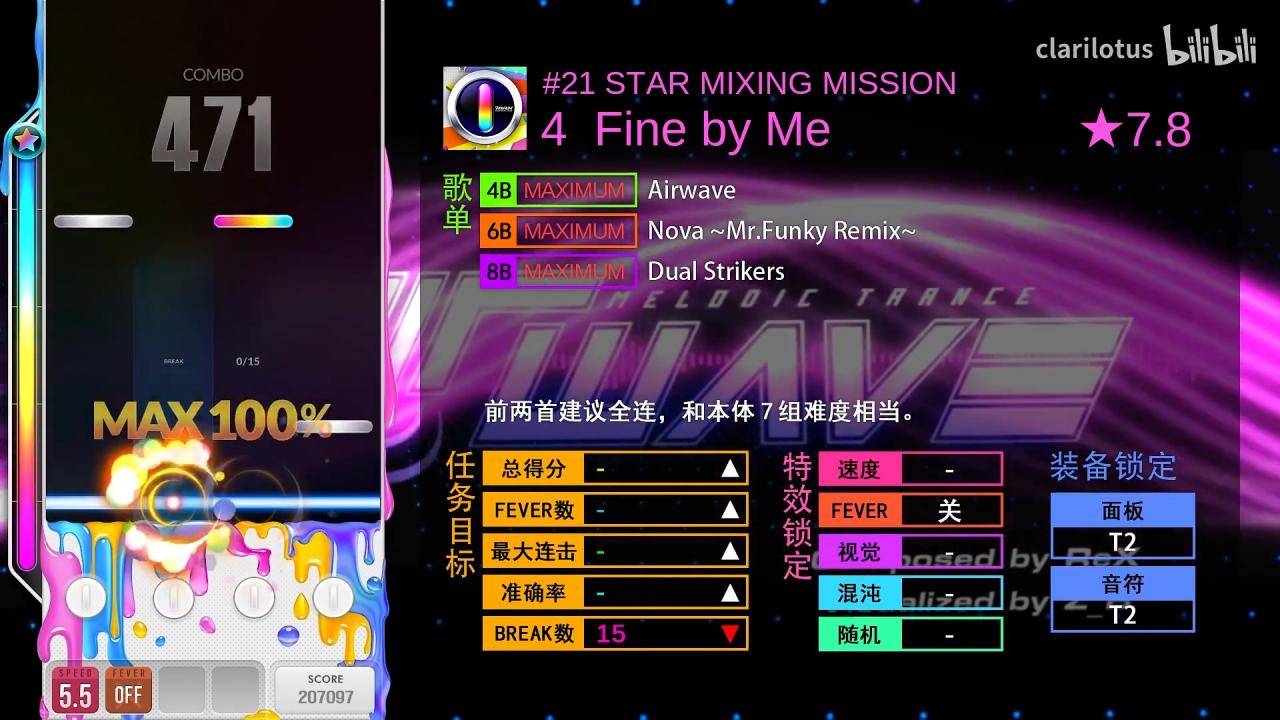 COMBO
471
BREAK 0/15
MAX 100%
SPEED
5.5
FEVER
OFF
SCORE
207097
clarilotus bilibili
#21 STAR MIXING MISSION
4 Fine by Me
★7.8
歌单
4B MAXIMUM Airwave
6B MAXIMUM Nova ~Mr.Funky Remix~
8B MAXIMUM Dual Strikers
MELODIC TRANCE
前两首建议全连，和本体7组难度相当。
任务目标
总得分 - ▲
FEVER数 - ▲
最大连击 - ▲
准确率 - ▲
BREAK数 15 ▼
特效锁定
速度 -
FEVER 关
视觉 -
混沌 -
随机 -
装备锁定
面板
T2
音符
T2